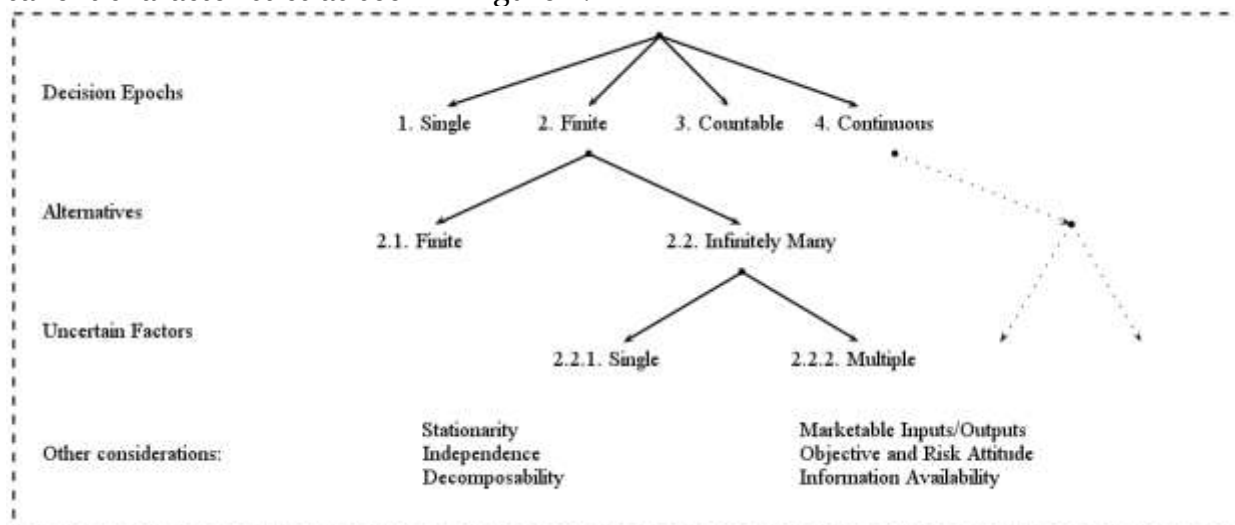 Decision Epochs
1. Single 2. Finite 3. Countable 4. Continuous
Alternatives
2.1. Finite 2.2. Infinitely Many
Uncertain Factors
2.2.1. Single 2.2.2. Multiple
Stationarity Marketable Inputs/Outputs
Other considerations: Independence Objective and Risk Attitude
Decomposability Information Availability